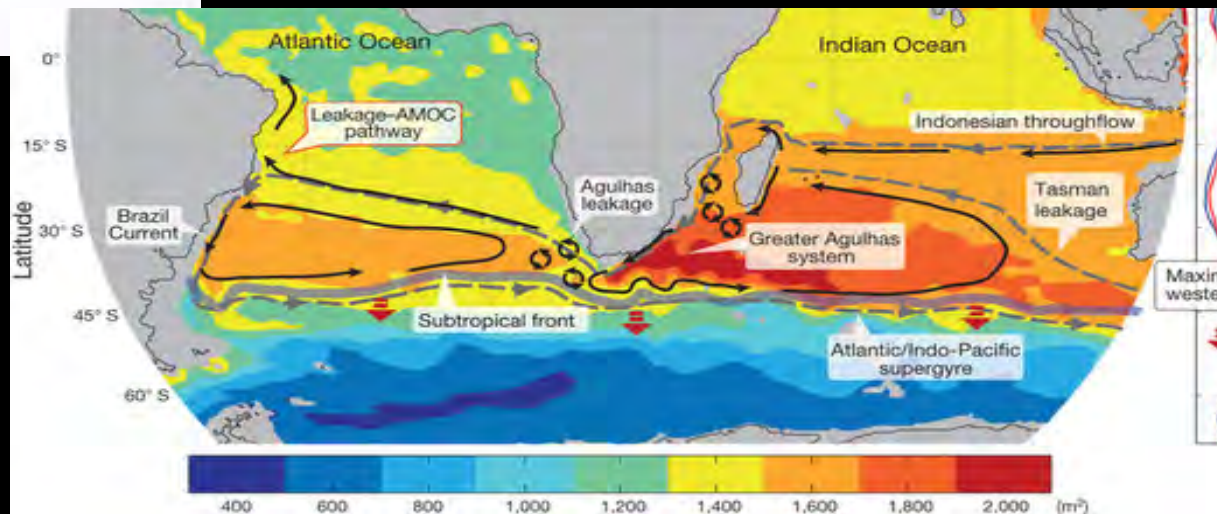 Atlantic Ocean
Indian Ocean
0°
Leakage–AMOC
pathway
Indonesian throughflow
15° S
Agulhas
leakage
Tasman
leakage
Brazil
Current
30° S
Greater Agulhas
system
Latitude
Subtropical front
45° S
Atlantic/Indo-Pacific
supergyre
60° S
400 600 800 1,000 1,200 1,400 1,600 1,800 2,000 (m²)